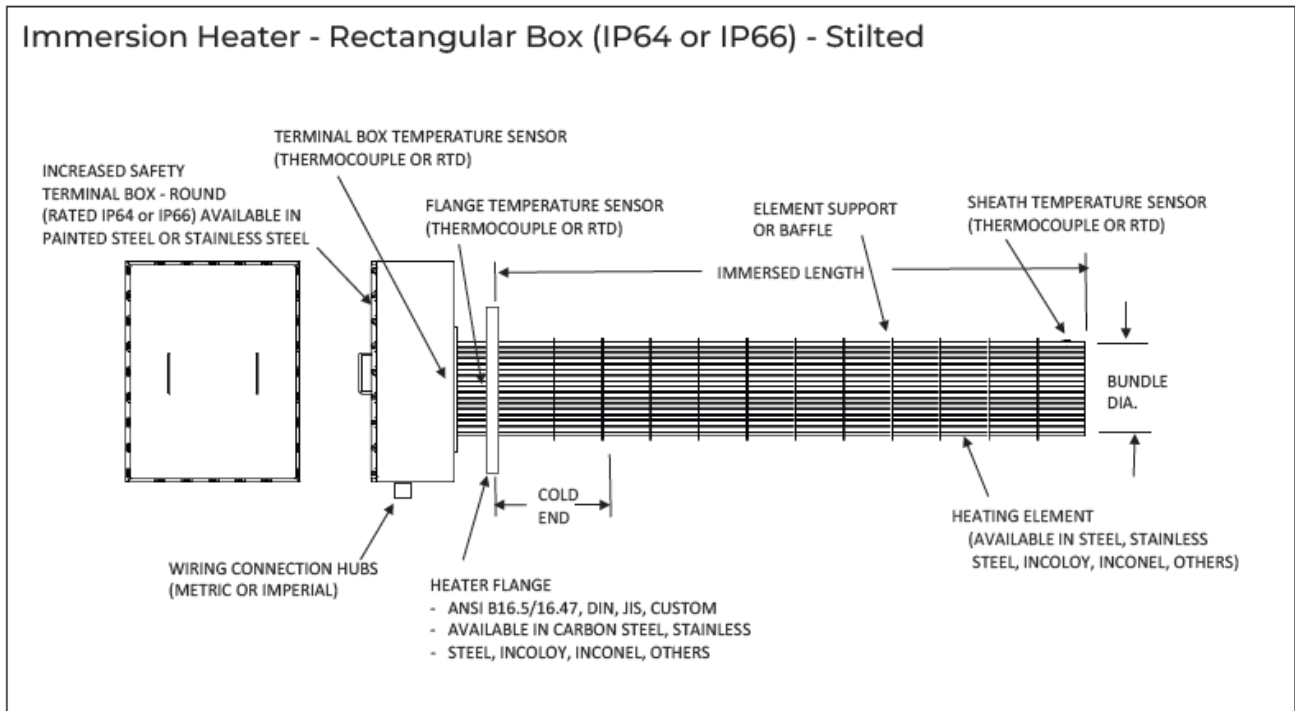 Immersion Heater - Rectangular Box (IP64 or IP66) - Stilted
TERMINAL BOX TEMPERATURE SENSOR
(THERMOCOUPLE OR RTD)
INCREASED SAFETY
TERMINAL BOX - ROUND
(RATED IP64 or IP66) AVAILABLE IN
PAINTED STEEL OR STAINLESS STEEL
FLANGE TEMPERATURE SENSOR
(THERMOCOUPLE OR RTD)
ELEMENT SUPPORT
OR BAFFLE
SHEATH TEMPERATURE SENSOR
(THERMOCOUPLE OR RTD)
IMMERSED LENGTH
BUNDLE
DIA.
COLD
END
HEATING ELEMENT
(AVAILABLE IN STEEL, STAINLESS
STEEL, INCOLOY, INCONEL, OTHERS)
WIRING CONNECTION HUBS
(METRIC OR IMPERIAL)
HEATER FLANGE
- ANSI B16.5/16.47, DIN, JIS, CUSTOM
- AVAILABLE IN CARBON STEEL, STAINLESS
- STEEL, INCOLOY, INCONEL, OTHERS